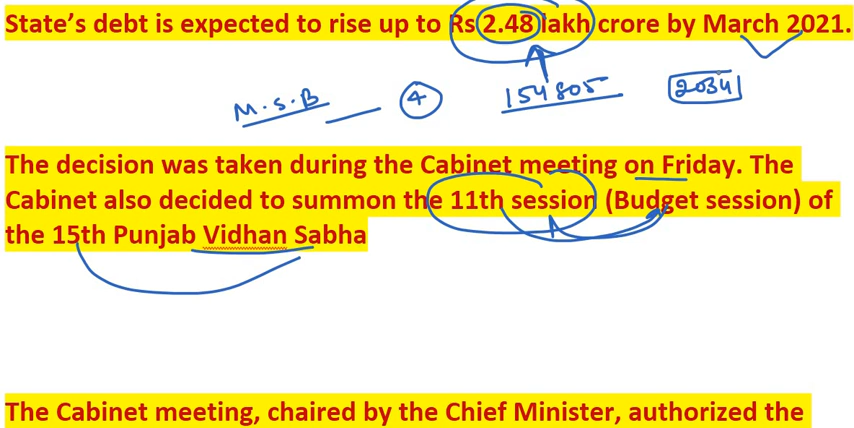 State’s debt is expected to rise up to Rs 2.48 lakh crore by March 2021.
M.S.B 4 154805 2034
The decision was taken during the Cabinet meeting on Friday. The
Cabinet also decided to summon the 11th session (Budget session) of
the 15th Punjab Vidhan Sabha
The Cabinet meeting, chaired by the Chief Minister, authorized the